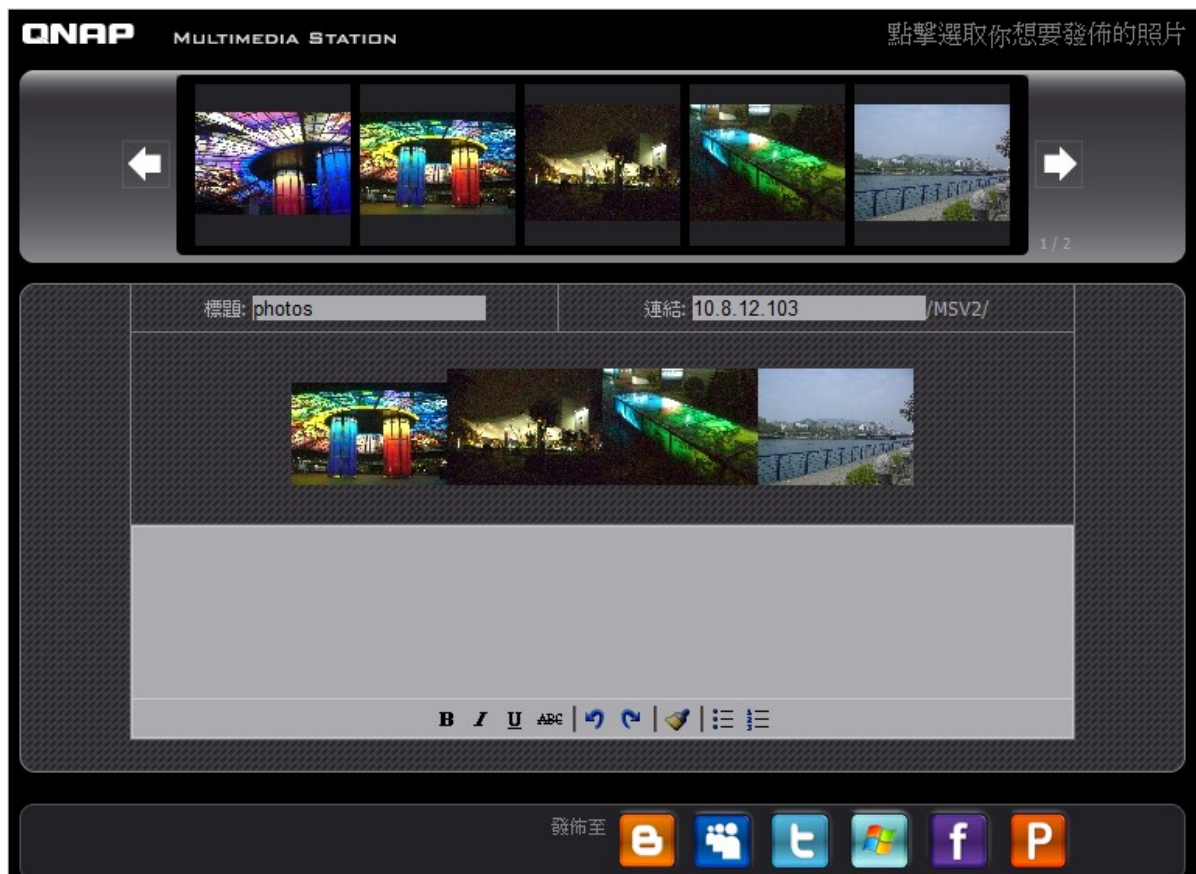 QNAP MULTIMEDIA STATION
點擊選取你想要發佈的照片
1 / 2
標題: photos
連結: 10.8.12.103 /MSV2/
B I U ABC
發佈至